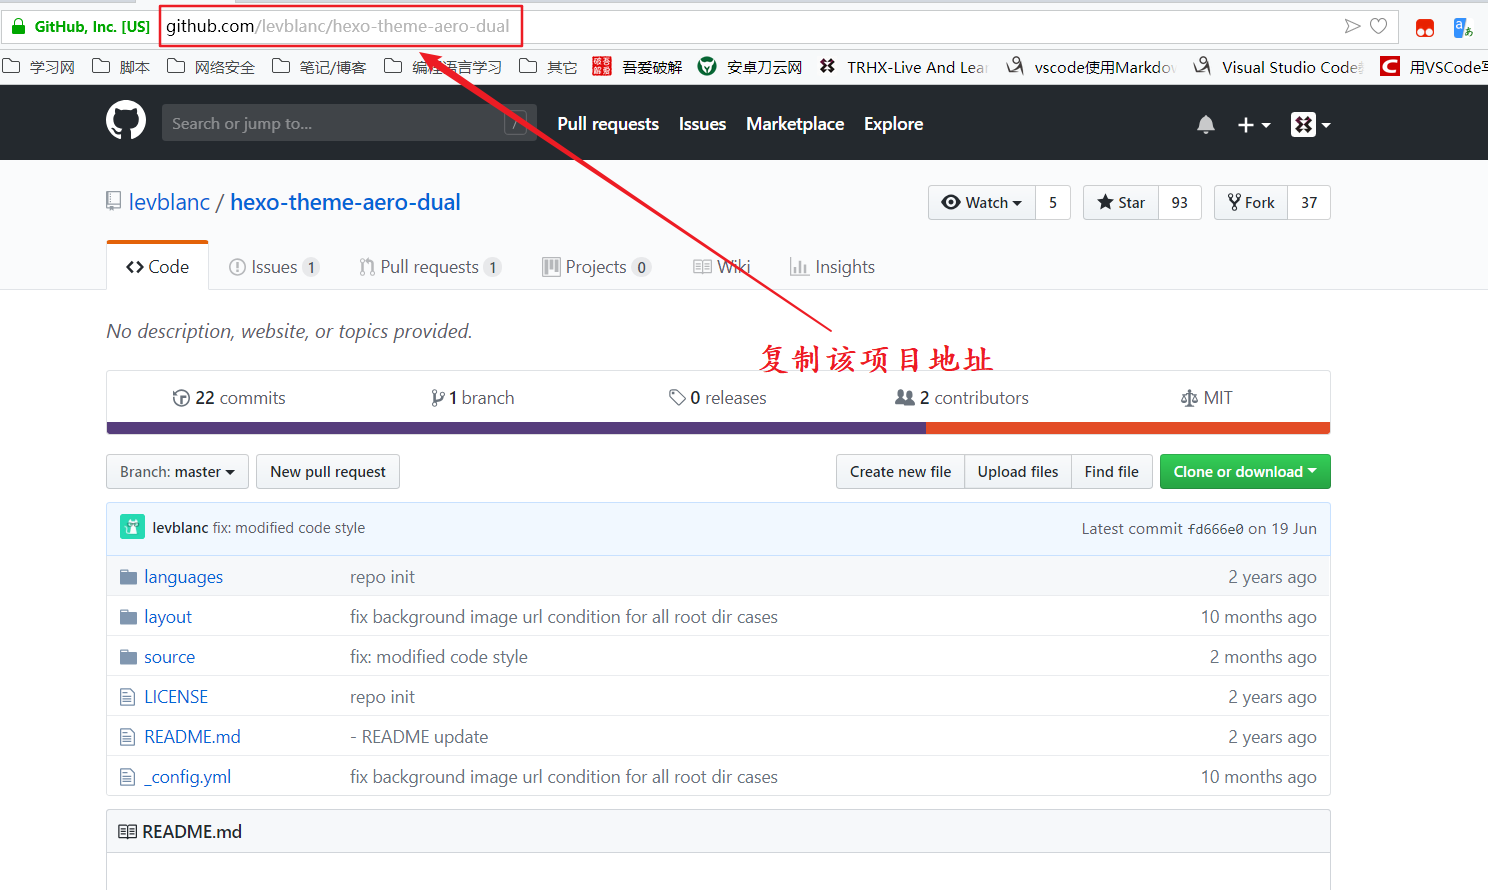 GitHub, Inc. [US] github.com/levblanc/hexo-theme-aero-dual
学习网 脚本 网络安全 笔记/博客 编程语言学习 其它 吾爱破解 安卓刀云网 TRHX-Live And Lea vscode使用Markdo Visual Studio Code 用VSCode
Search or jump to... / Pull requests Issues Marketplace Explore
levblanc / hexo-theme-aero-dual Watch 5 Star 93 Fork 37
Code Issues 1 Pull requests 1 Projects 0 Wiki Insights
No description, website, or topics provided.
复制该项目地址
22 commits 1 branch 0 releases 2 contributors MIT
Branch: master New pull request Create new file Upload files Find file Clone or download
levblanc fix: modified code style Latest commit fd666e0 on 19 Jun
languages repo init 2 years ago
layout fix background image url condition for all root dir cases 10 months ago
source fix: modified code style 2 months ago
LICENSE repo init 2 years ago
README.md - README update 2 years ago
_config.yml fix background image url condition for all root dir cases 10 months ago
README.md